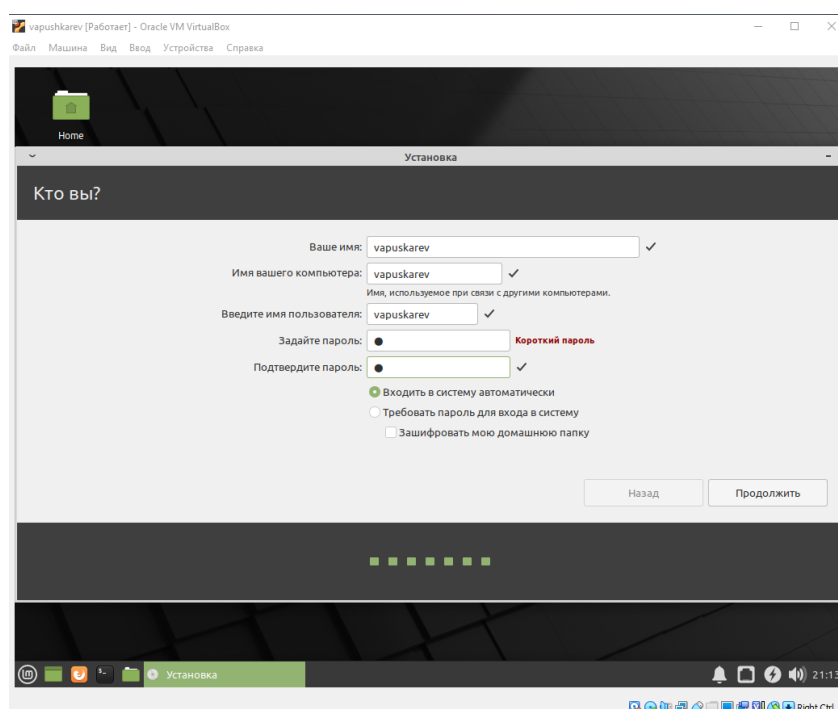 vapushkarev [Работает] - Oracle VM VirtualBox
Файл Машина Вид Ввод Устройства Справка
Home
Установка
Кто вы?
Ваше имя: vapuskarev
Имя вашего компьютера: vapuskarev
Имя, используемое при связи с другими компьютерами.
Введите имя пользователя: vapuskarev
Задайте пароль: ● Короткий пароль
Подтвердите пароль: ●
Входить в систему автоматически
Требовать пароль для входа в систему
Зашифровать мою домашнюю папку
Назад Продолжить
Установка
21:13
Right Ctrl